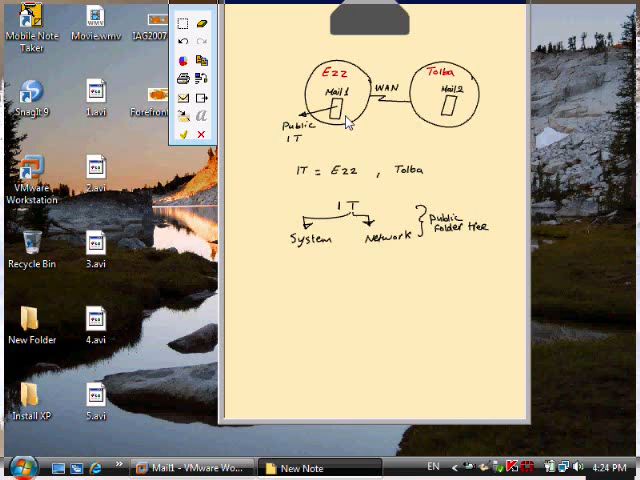 Mobile Note Taker
Movie.wmv
IAG2007
SnagIt 9
1.avi
Forefront
VMware Workstation
2.avi
Recycle Bin
3.avi
New Folder
4.avi
Install XP
5.avi
Ezz
Tolba
Mail1
WAN
Mail2
Public
IT
IT = Ezz , Tolba
IT
System
Network
Public
Folder tree
Mail1 - VMware Wo...
New Note
EN
4:24 PM